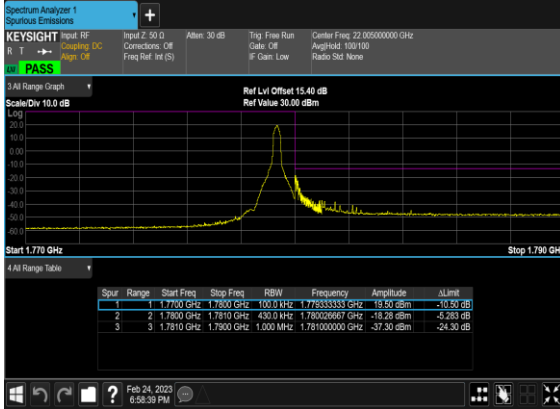 Spectrum Analyzer 1
Spurious Emissions
+
KEYSIGHT
R T
LNI PASS
Input: RF
Coupling: DC
Align: Off
Input Z: 50 Ω
Corrections: Off
Freq Ref: Int (S)
Atten: 30 dB
Trig: Free Run
Gate: Off
IF Gain: Low
Center Freq: 22.005000000 GHz
Avg|Hold: 100/100
Radio Std: None
3 All Range Graph
Scale/Div 10.0 dB
Ref Lvl Offset 15.40 dB
Ref Value 30.00 dBm
Log
20.0
10.0
0.00
-10.0
-20.0
-30.0
-40.0
-50.0
-60.0
Start 1.770 GHz
Stop 1.790 GH
4 All Range Table
Spur Range Start Freq Stop Freq RBW Frequency Amplitude ΔLimit
1 1 1.7700 GHz 1.7800 GHz 100.0 kHz 1.779333333 GHz 19.50 dBm -10.50 dB
2 2 1.7800 GHz 1.7810 GHz 430.0 kHz 1.780026667 GHz -18.28 dBm -5.283 dB
3 3 1.7810 GHz 1.7900 GHz 1.000 MHz 1.781000000 GHz -37.30 dBm -24.30 dB
?
Feb 24, 2023
6:58:39 PM